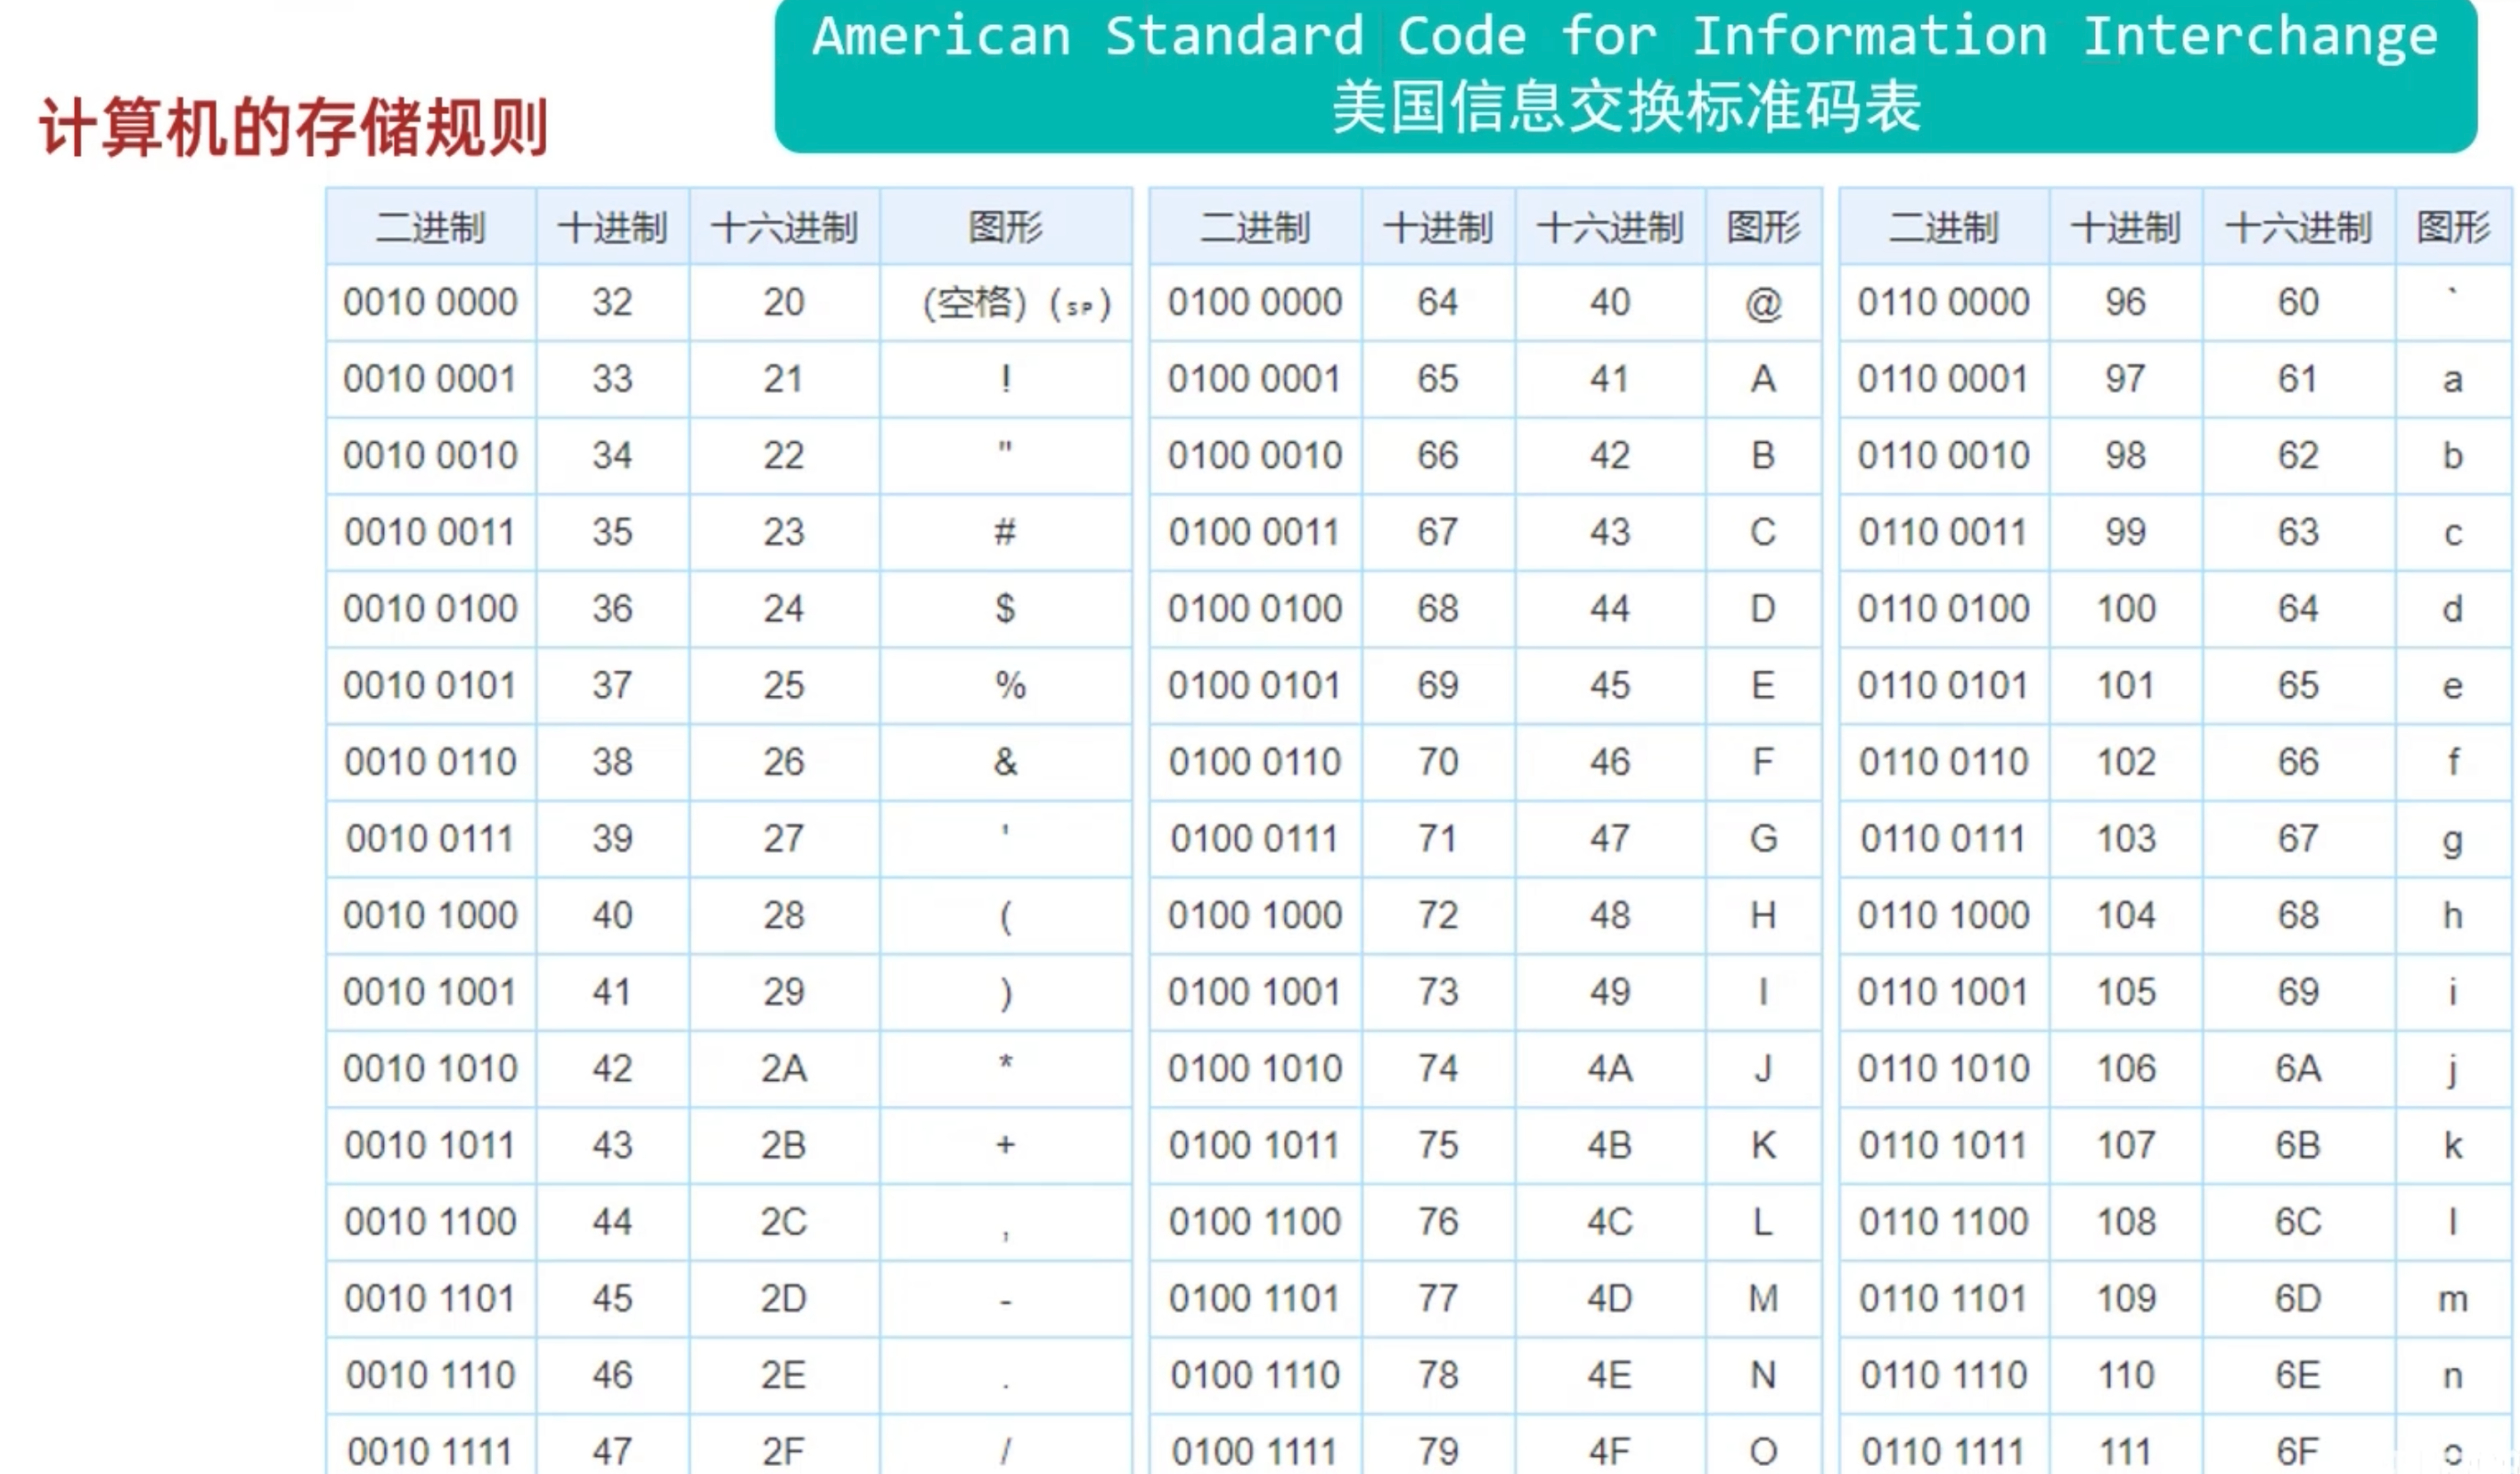 American Standard Code for Information Interchange
美国信息交换标准码表
计算机的存储规则
二进制 十进制 十六进制 图形 二进制 十进制 十六进制 图形 二进制 十进制 十六进制 图形
0010 0000 32 20 (空格) (SP) 0100 0000 64 40 @ 0110 0000 96 60 `
0010 0001 33 21 ! 0100 0001 65 41 A 0110 0001 97 61 a
0010 0010 34 22 " 0100 0010 66 42 B 0110 0010 98 62 b
0010 0011 35 23 # 0100 0011 67 43 C 0110 0011 99 63 c
0010 0100 36 24 $ 0100 0100 68 44 D 0110 0100 100 64 d
0010 0101 37 25 % 0100 0101 69 45 E 0110 0101 101 65 e
0010 0110 38 26 & 0100 0110 70 46 F 0110 0110 102 66 f
0010 0111 39 27 ' 0100 0111 71 47 G 0110 0111 103 67 g
0010 1000 40 28 ( 0100 1000 72 48 H 0110 1000 104 68 h
0010 1001 41 29 ) 0100 1001 73 49 I 0110 1001 105 69 i
0010 1010 42 2A * 0100 1010 74 4A J 0110 1010 106 6A j
0010 1011 43 2B + 0100 1011 75 4B K 0110 1011 107 6B k
0010 1100 44 2C , 0100 1100 76 4C L 0110 1100 108 6C l
0010 1101 45 2D - 0100 1101 77 4D M 0110 1101 109 6D m
0010 1110 46 2E . 0100 1110 78 4E N 0110 1110 110 6E n
0010 1111 47 2F / 0100 1111 79 4F O 0110 1111 111 6F o